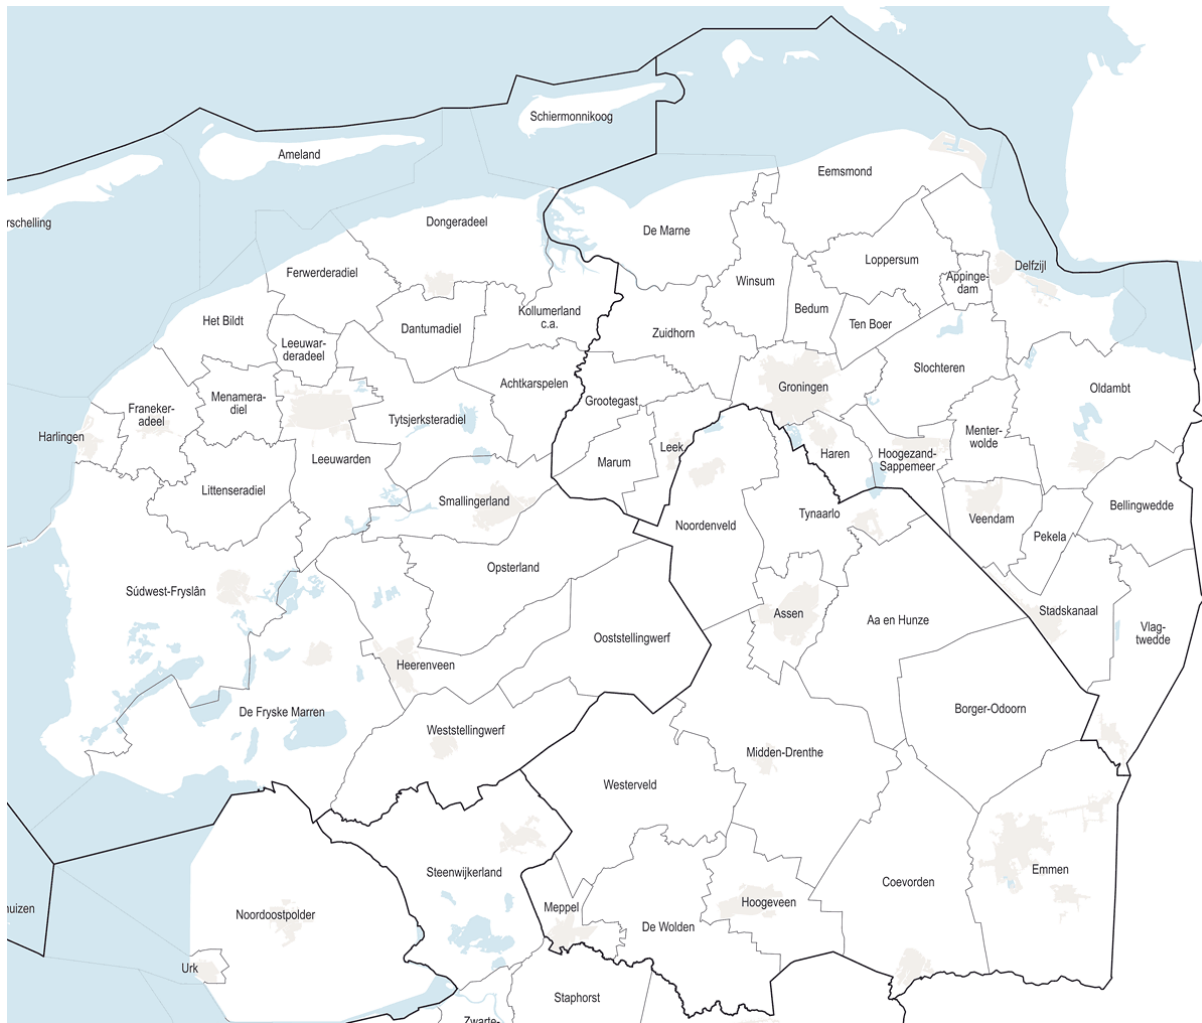 Schiermonnikoog
Ameland
Eemsmond
rschelling
Dongeradeel
De Marne
Loppersum
Delfzijl
Ferwerderadiel
Winsum
Appinge-
dam
Het Bildt
Kollumerland
c.a.
Bedum
Dantumadiel
Zuidhorn
Ten Boer
Leeuwar-
deradeel
Slochteren
Achtkarspelen
Groningen
Oldambt
Menamera-
diel
Grootegast
Franeker-
adeel
Tytsjerksteradiel
Harlingen
Menter-
wolde
Leek
Haren
Hoogezand-
Sappemeer
Leeuwarden
Marum
Littenseradiel
Smallingerland
Bellingwedde
Tynaarlo
Veendam
Noordenveld
Pekela
Opsterland
Súdwest-Fryslân
Stadskanaal
Assen
Aa en Hunze
Vlag-
twedde
Ooststellingwerf
Heerenveen
Borger-Odoorn
De Fryske Marren
Weststellingwerf
Midden-Drenthe
Westerveld
Steenwijkerland
Emmen
Coevorden
Hoogeveen
Meppel
huizen
Noordoostpolder
De Wolden
Urk
Staphorst
Zwarte-